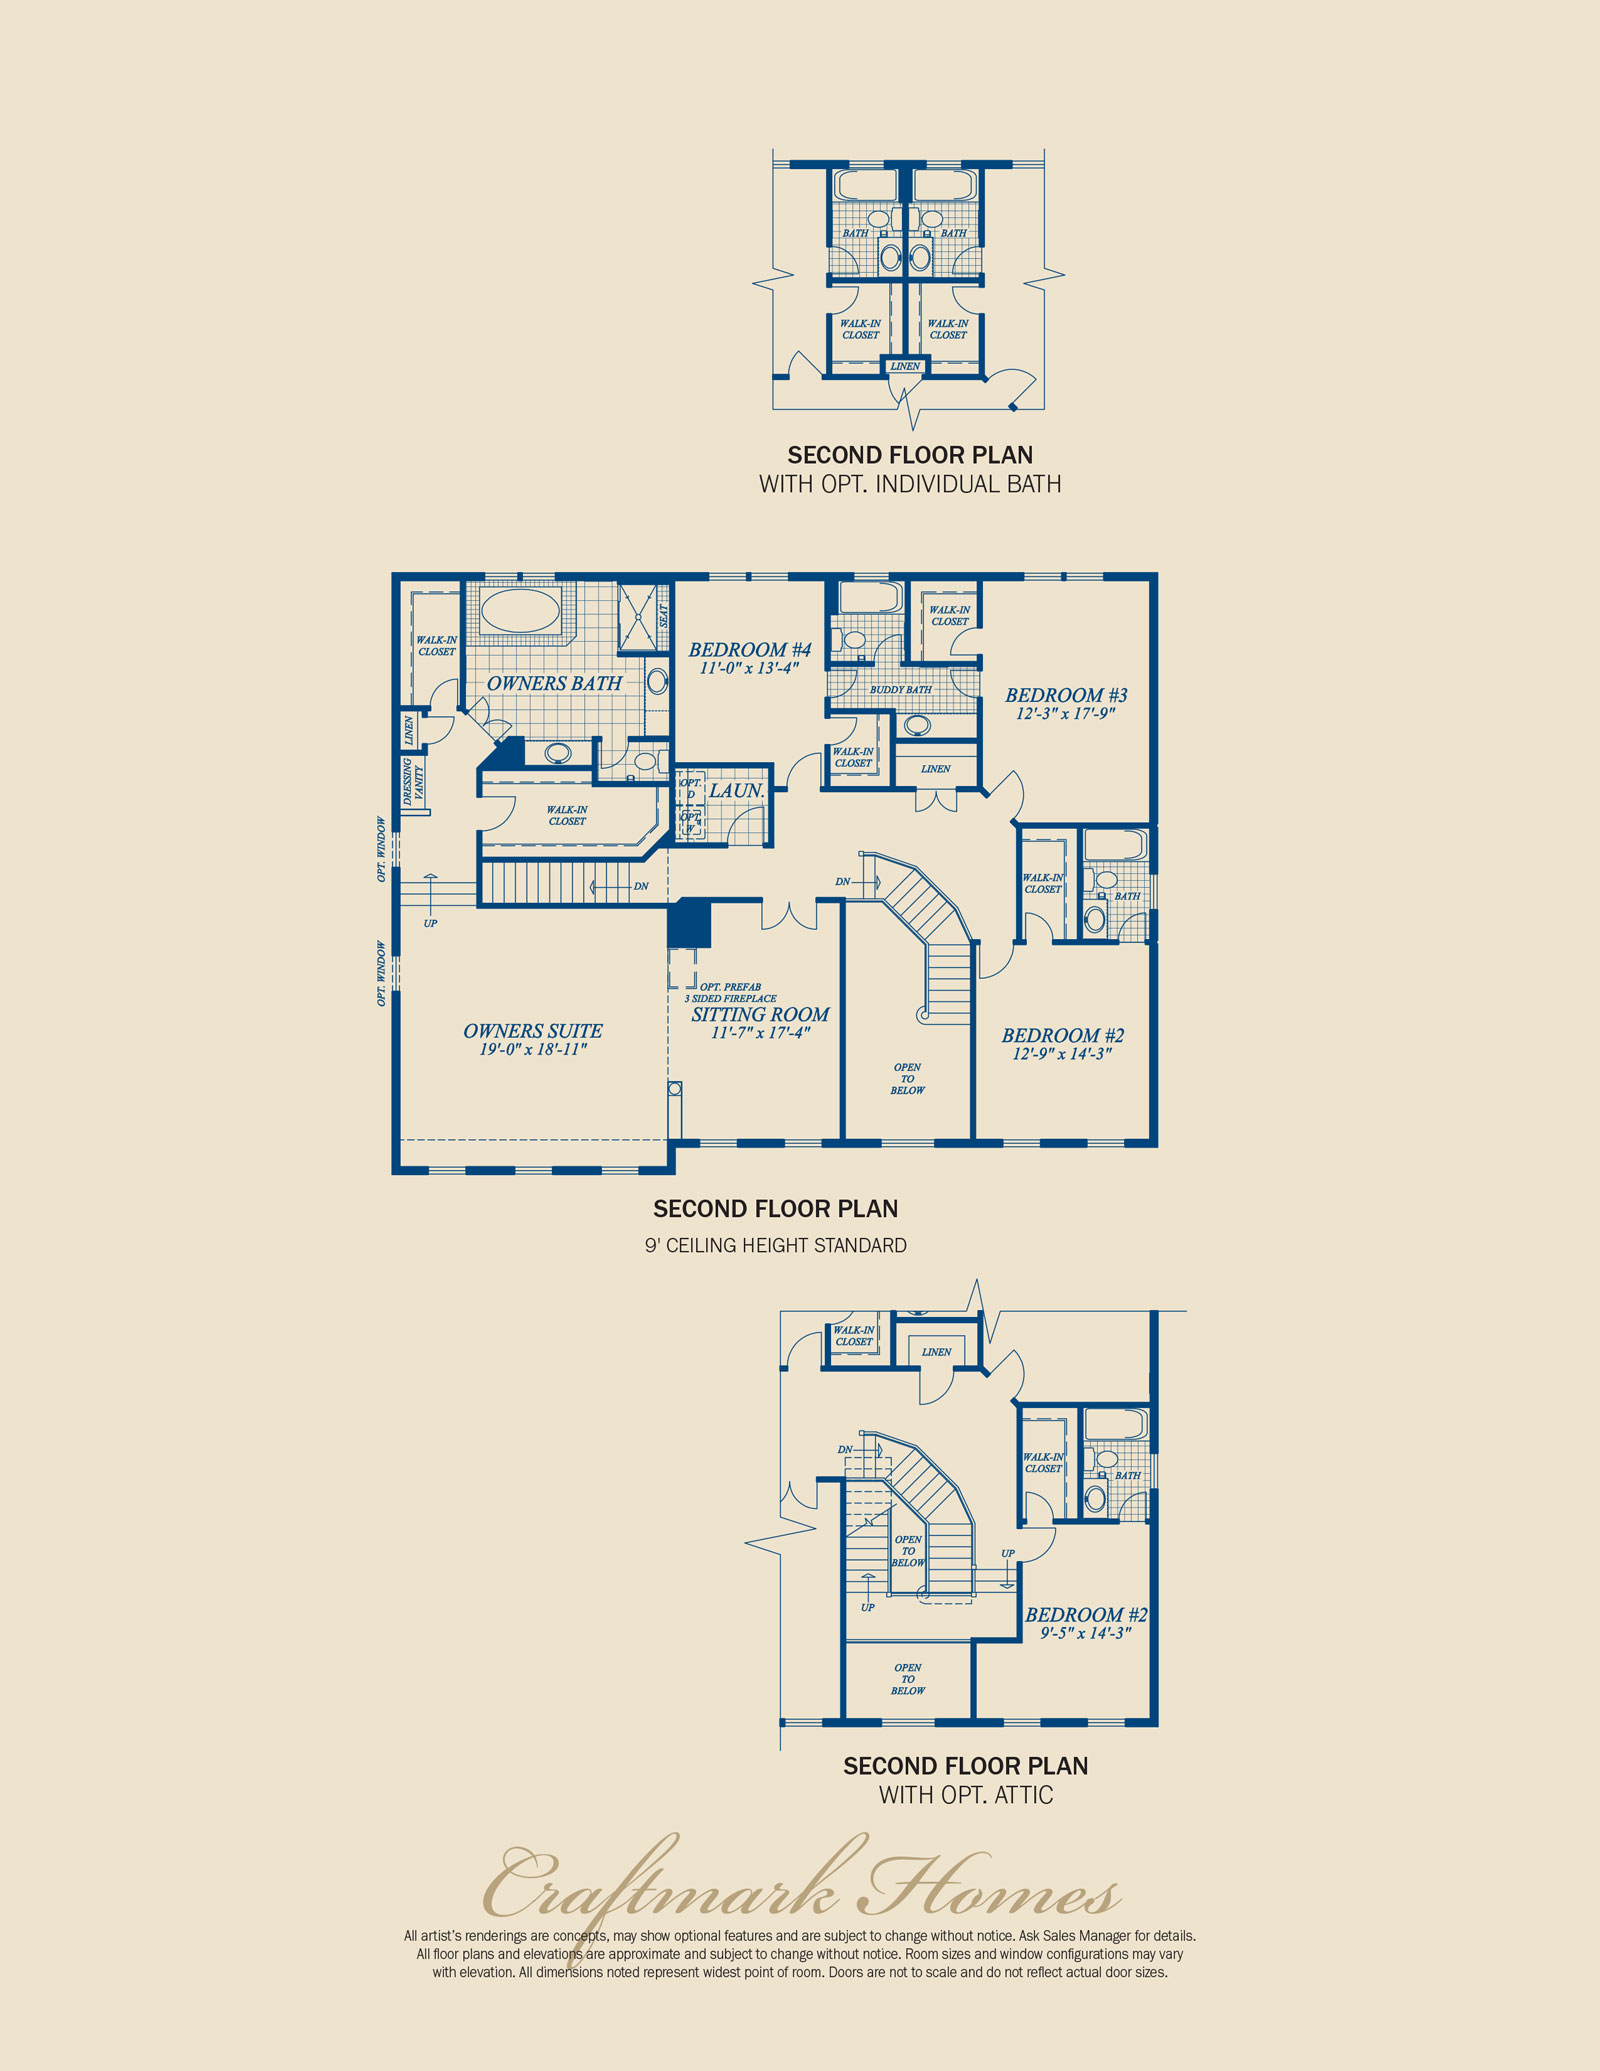 BATH
BATH
WALK-IN
CLOSET
WALK-IN
CLOSET
LINEN
SECOND FLOOR PLAN
WITH OPT. INDIVIDUAL BATH
WALK-IN
CLOSET
SEAT
OWNERS BATH
BEDROOM #4
11'-0" x 13'-4"
WALK-IN
CLOSET
BUDDY BATH
BEDROOM #3
12'-3" x 17'-9"
LINEN
DRESSING
VANITY
WALK-IN
CLOSET
OPT.
D
OPT.
W
LAUN.
WALK-IN
CLOSET
LINEN
OPT. WINDOW
UP
DN
DN
WALK-IN
CLOSET
BATH
OPT. WINDOW
OWNERS SUITE
19'-0" x 18'-11"
OPT. PREFAB
3 SIDED FIREPLACE
SITTING ROOM
11'-7" x 17'-4"
OPEN
TO
BELOW
BEDROOM #2
12'-9" x 14'-3"
SECOND FLOOR PLAN
9' CEILING HEIGHT STANDARD
WALK-IN
CLOSET
LINEN
DN
WALK-IN
CLOSET
BATH
OPEN
TO
BELOW
UP
UP
BEDROOM #2
9'-5" x 14'-3"
OPEN
TO
BELOW
SECOND FLOOR PLAN
WITH OPT. ATTIC
Craftmark Homes
All artist's renderings are concepts, may show optional features and are subject to change without notice. Ask Sales Manager for details.
All floor plans and elevations are approximate and subject to change without notice. Room sizes and window configurations may vary
with elevation. All dimensions noted represent widest point of room. Doors are not to scale and do not reflect actual door sizes.